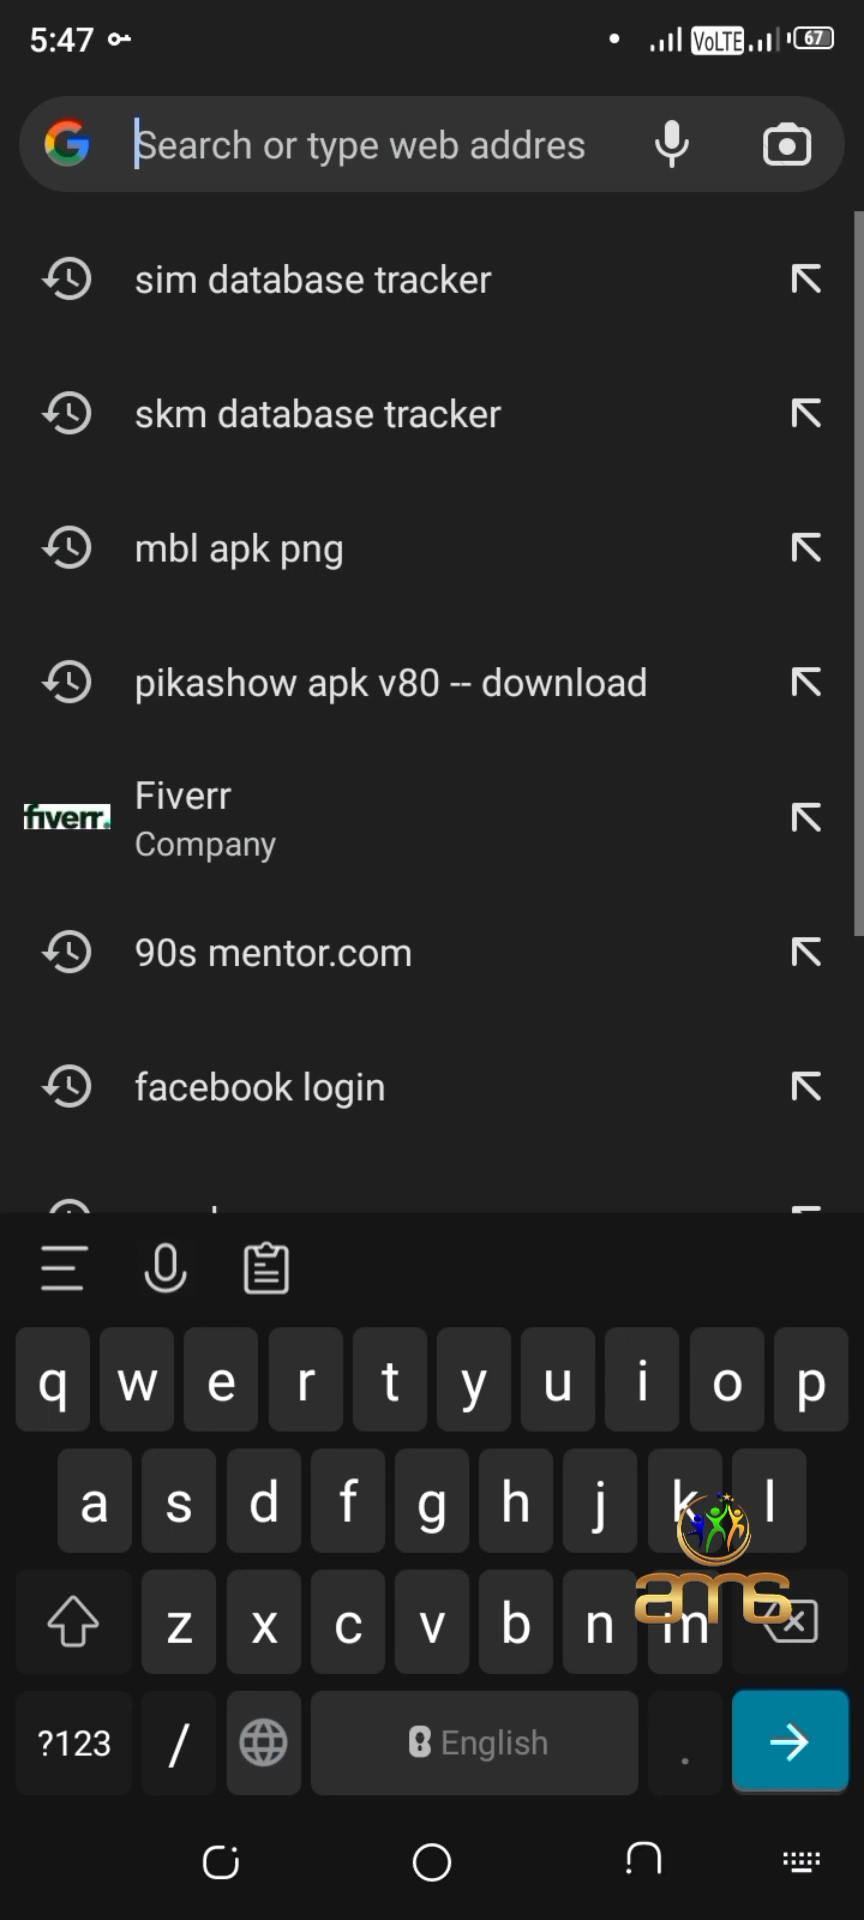 5:47 VoLTE 67
Search or type web addres
sim database tracker
skm database tracker
mbl apk png
pikashow apk v80 -- download
fiverr. Fiverr
Company
90s mentor.com
facebook login
q w e r t y u i o p
a s d f g h j k l
ams
z x c v b n m
?123 / English .